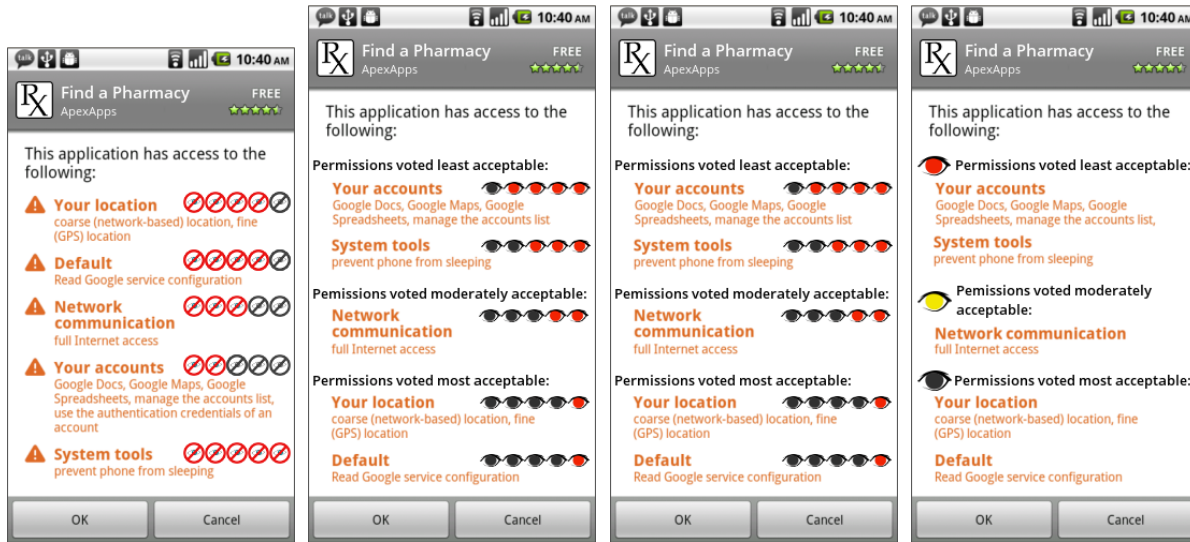 talk
10:40 AM
Rx
Find a Pharmacy
FREE
ApexApps
This application has access to the
following:
Your location
coarse (network-based) location, fine
(GPS) location
Default
Read Google service configuration
Network
communication
full Internet access
Your accounts
Google Docs, Google Maps, Google
Spreadsheets, manage the accounts list,
use the authentication credentials of an
account
System tools
prevent phone from sleeping
OK
Cancel
talk
10:40 AM
Rx
Find a Pharmacy
FREE
ApexApps
This application has access to the
following:
Permissions voted least acceptable:
Your accounts
Google Docs, Google Maps, Google
Spreadsheets, manage the accounts list
System tools
prevent phone from sleeping
Pemissions voted moderately acceptable:
Network
communication
full Internet access
Permissions voted most acceptable:
Your location
coarse (network-based) location, fine
(GPS) location
Default
Read Google service configuration
OK
Cancel
talk
10:40 AM
Rx
Find a Pharmacy
FREE
ApexApps
This application has access to the
following:
Permissions voted least acceptable:
Your accounts
Google Docs, Google Maps, Google
Spreadsheets, manage the accounts list
System tools
prevent phone from sleeping
Pemissions voted moderately acceptable:
Network
communication
full Internet access
Permissions voted most acceptable:
Your location
coarse (network-based) location, fine
(GPS) location
Default
Read Google service configuration
OK
Cancel
talk
10:40 AM
Rx
Find a Pharmacy
FREE
ApexApps
This application has access to the
following:
Permissions voted least acceptable:
Your accounts
Google Docs, Google Maps, Google
Spreadsheets, manage the accounts list,
System tools
prevent phone from sleeping
Pemissions voted moderately
acceptable:
Network communication
full Internet access
Permissions voted most acceptable:
Your location
coarse (network-based) location, fine
(GPS) location
Default
Read Google service configuration
OK
Cancel